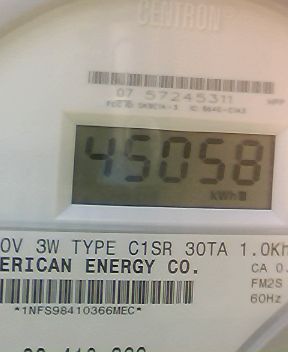 CENTRON
07 57245311
45058
kWh
0V 3W TYPE C1SR 30TA 1.0Kh
ERICAN ENERGY CO.
CA 0.
FM2S
60Hz
*1NFS98410366MEC*